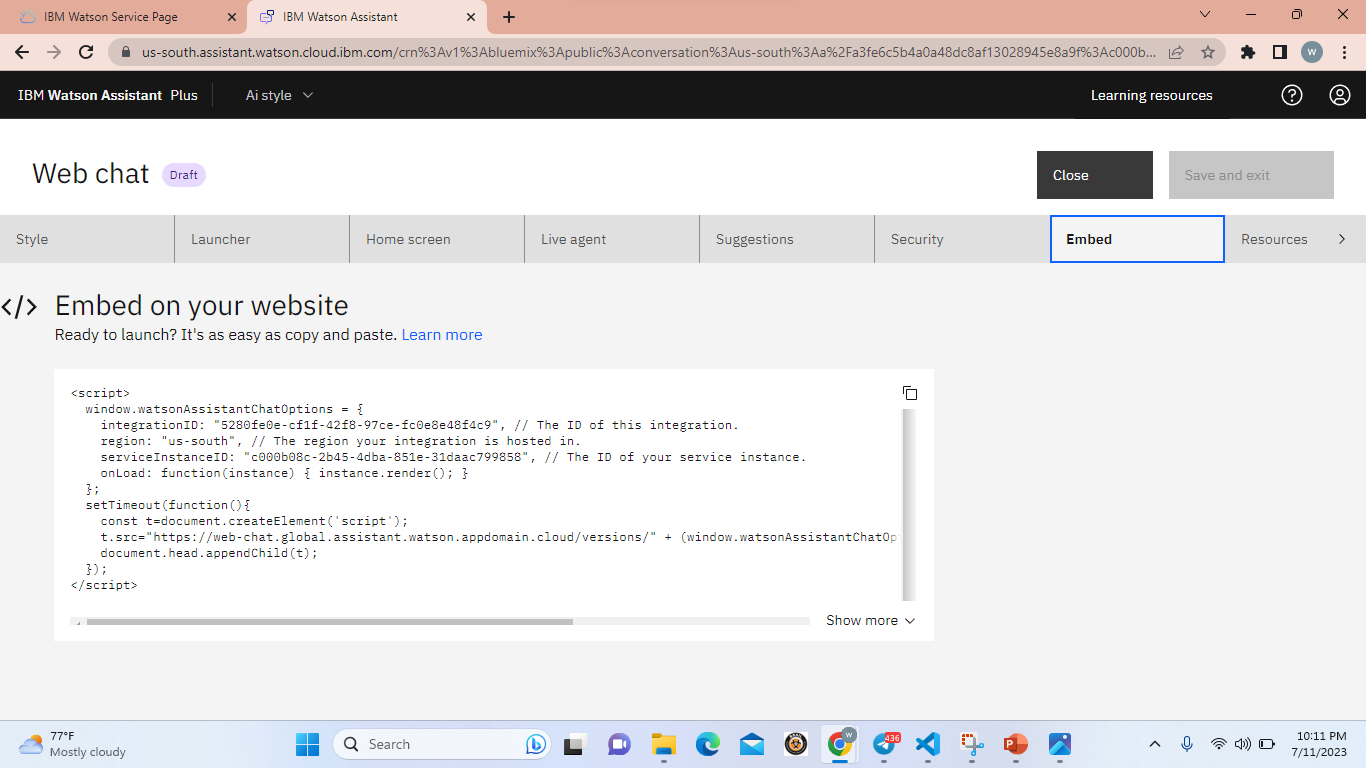 IBM Watson Service Page
IBM Watson Assistant
us-south.assistant.watson.cloud.ibm.com/crn%3Av1%3Abluemix%3Apublic%3Aconversation%3Aus-south%3Aa%2Fa3fe6c5b4a0a48dc8af13028945e8a9f%3Ac000b...
W
IBM Watson Assistant Plus
Ai style
Learning resources
Web chat
Draft
Close
Save and exit
Style
Launcher
Home screen
Live agent
Suggestions
Security
Embed
Resources
</> Embed on your website
Ready to launch? It's as easy as copy and paste. Learn more
<script>
window.watsonAssistantChatOptions = {
integrationID: "5280fe0e-cf1f-42f8-97ce-fc0e8e48f4c9", // The ID of this integration.
region: "us-south", // The region your integration is hosted in.
serviceInstanceID: "c000b08c-2b45-4dba-851e-31daac799858", // The ID of your service instance.
onLoad: function(instance) { instance.render(); }
};
setTimeout(function(){
const t=document.createElement('script');
t.src="https://web-chat.global.assistant.watson.appdomain.cloud/versions/" + (window.watsonAssistantChatOp
document.head.appendChild(t);
});
</script>
Show more
77°F
Mostly cloudy
Search
W
436
10:11 PM
7/11/2023